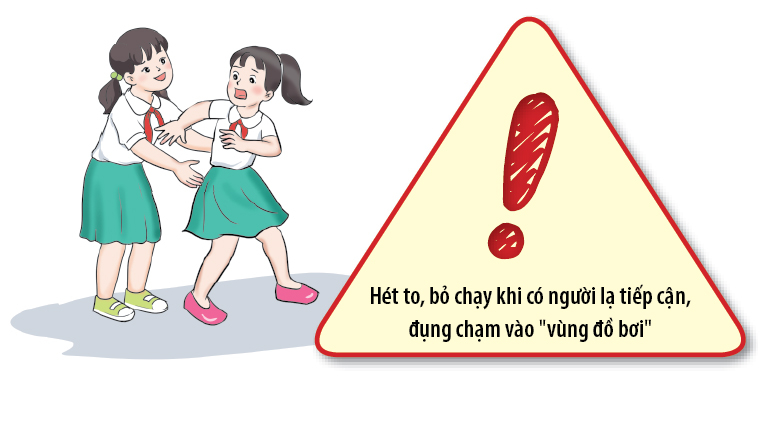 Hét to, bỏ chạy khi có người lạ tiếp cận,
đụng chạm vào "vùng đồ bơi"